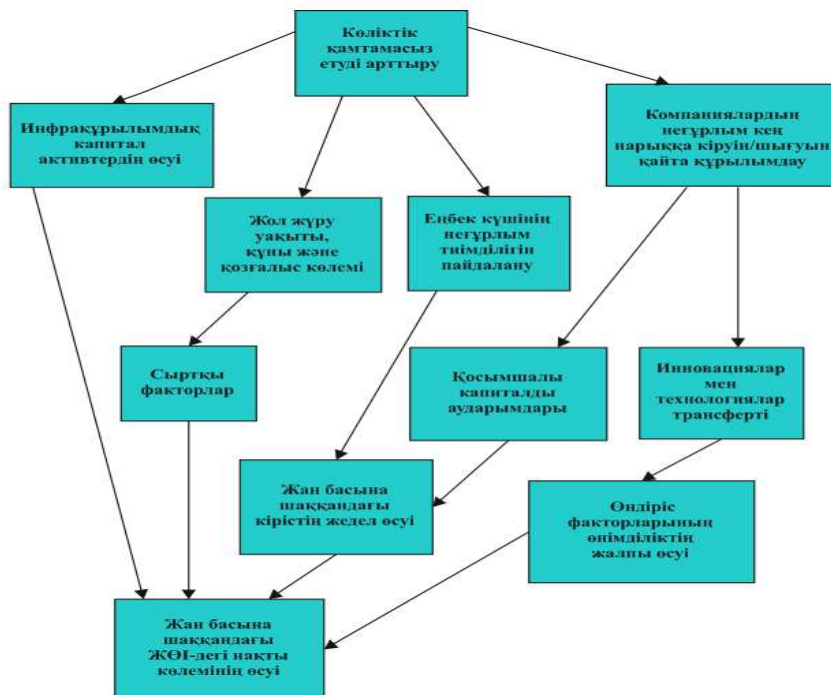 Көліктік
қамтамасыз
етуді арттыру
Инфрақұрылымдық
капитал
активтердің өсуі
Компаниялардың
неғұрлым кең
нарыққа кіруін/шығуын
қайта құрылымдау
Жол жүру
уақыты,
құны және
қозғалыс көлемі
Еңбек күшінің
неғұрлым
тиімділігін
пайдалану
Сыртқы
факторлар
Қосымшалы
капиталды
аударымдары
Инновациялар
мен
технологиялар
трансферті
Жан басына
шаққандағы
кірістің жедел өсуі
Өндіріс
факторларының
өнімділіктің
жалпы өсуі
Жан басына
шаққандағы
ЖӨІ-дегі нақты
көлемінің өсуі